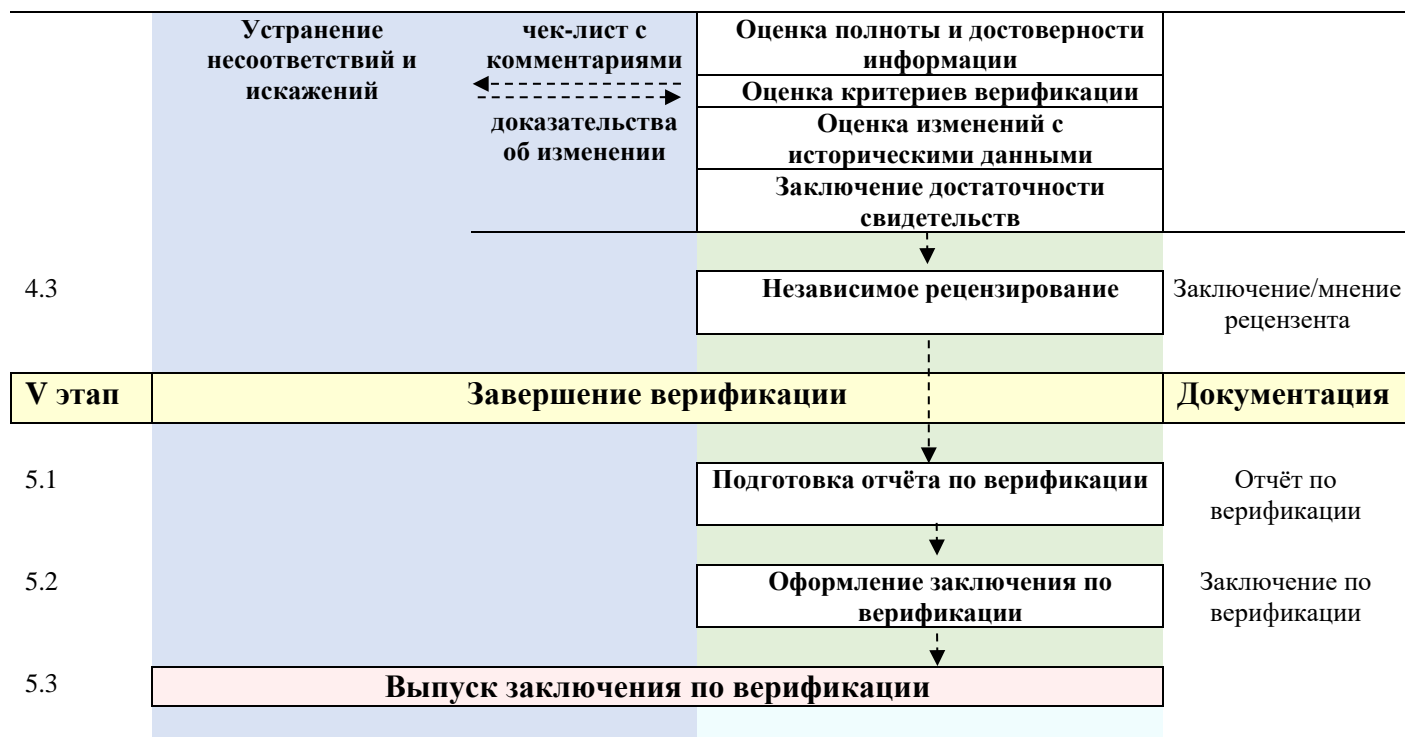 Устранение
несоответствий и
искажений
чек-лист с
комментариями
доказательства
об изменении
Оценка полноты и достоверности
информации
Оценка критериев верификации
Оценка изменений с
историческими данными
Заключение достаточности
свидетельств
4.3
Независимое рецензирование
Заключение/мнение
рецензента
V этап
Завершение верификации
Документация
5.1
Подготовка отчёта по верификации
Отчёт по
верификации
5.2
Оформление заключения по
верификации
Заключение по
верификации
5.3
Выпуск заключения по верификации